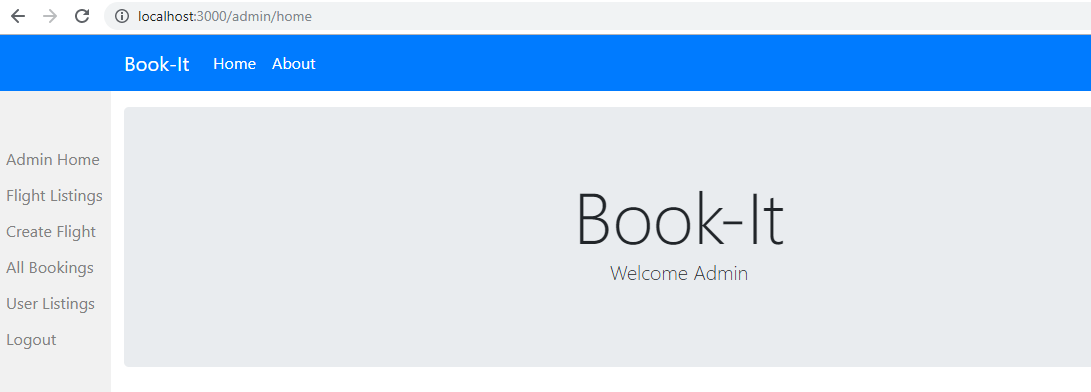 localhost:3000/admin/home
Book-It Home About
Admin Home
Flight Listings
Create Flight
All Bookings
User Listings
Logout
Book-It
Welcome Admin